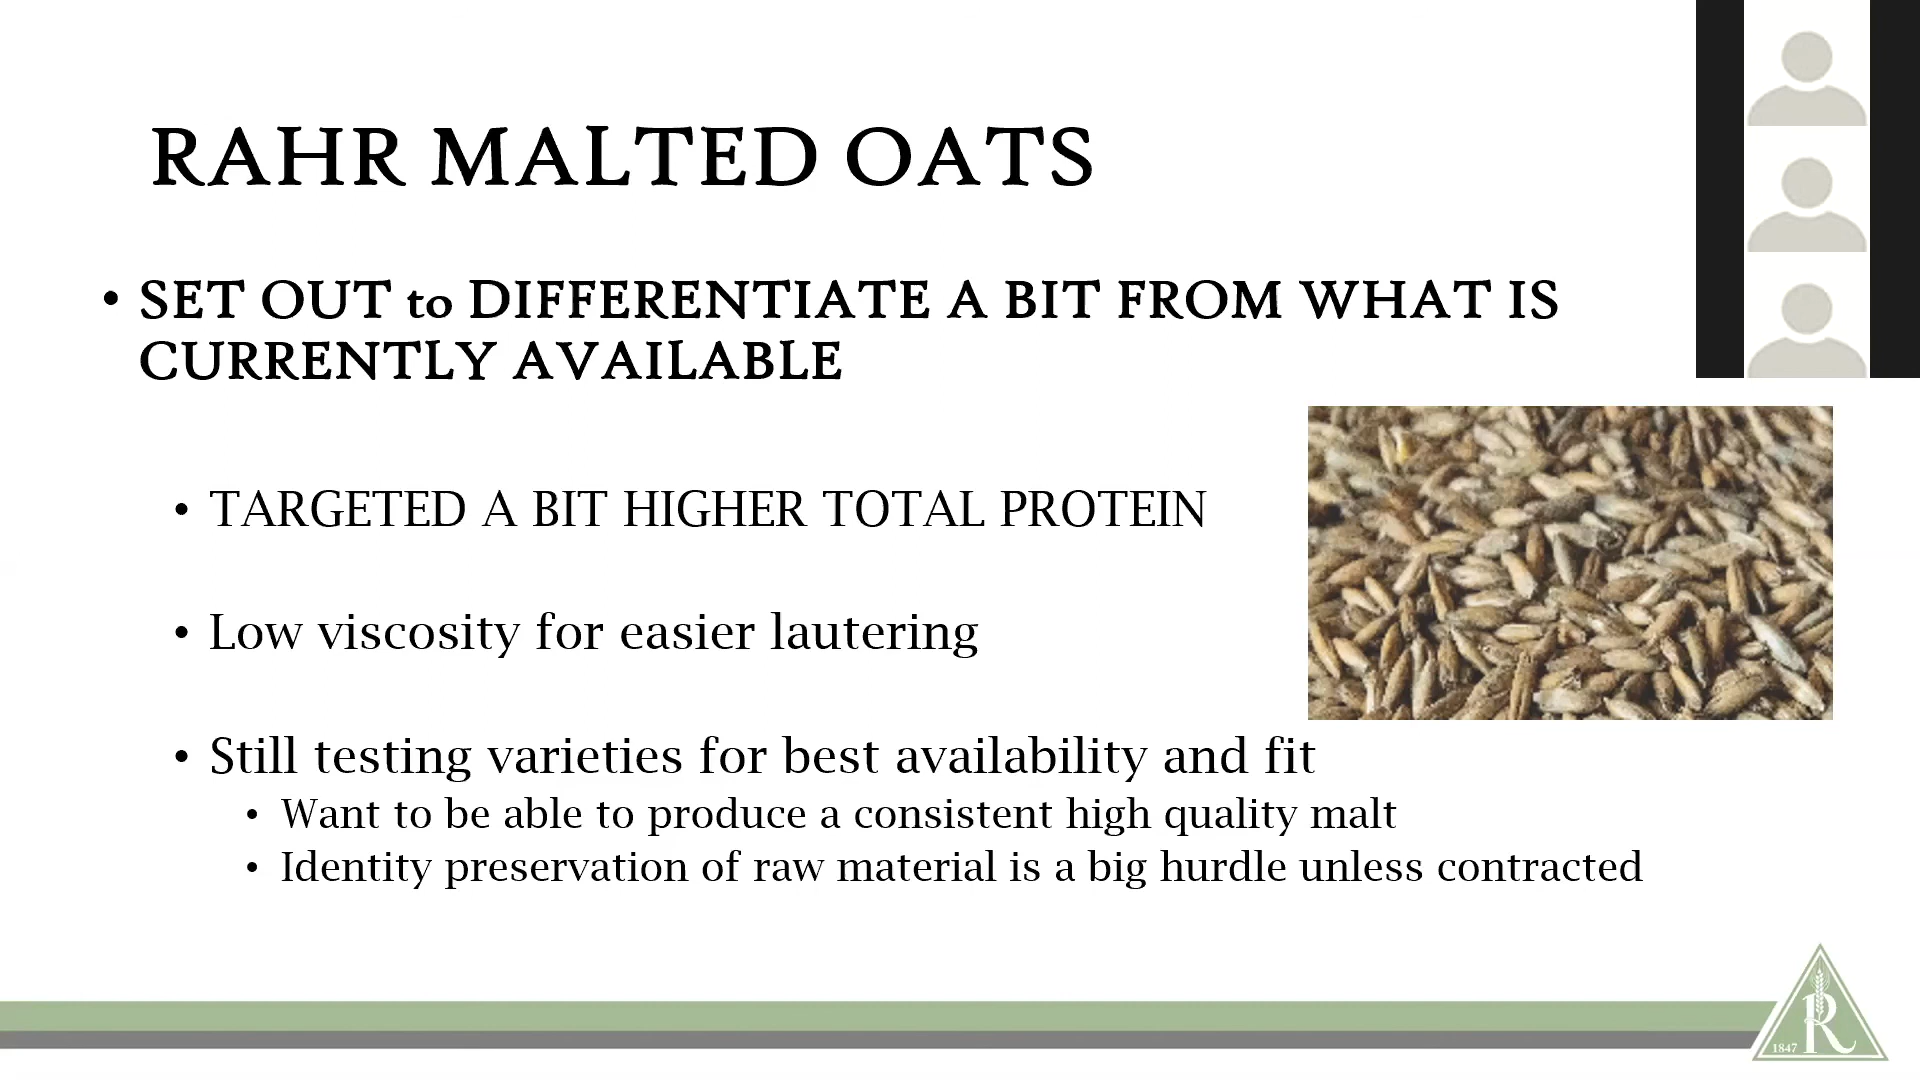 RAHR MALTED OATS
• SET OUT to DIFFERENTIATE A BIT FROM WHAT IS
CURRENTLY AVAILABLE
• TARGETED A BIT HIGHER TOTAL PROTEIN
• Low viscosity for easier lautering
• Still testing varieties for best availability and fit
• Want to be able to produce a consistent high quality malt
• Identity preservation of raw material is a big hurdle unless contracted
R
1847